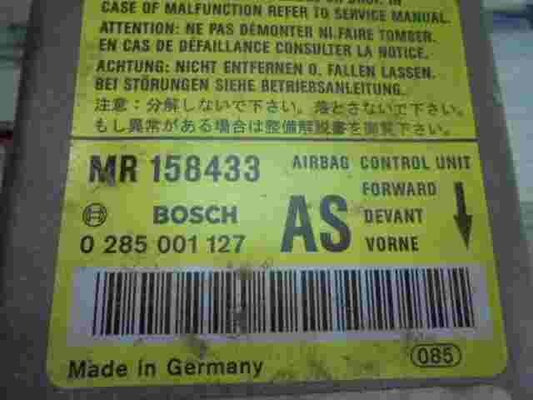 CASE OF MALFUNCTION REFER TO SERVICE MANUAL.
ATTENTION: NE PAS DÉMONTER NI FAIRE TOMBER.
EN CAS DE DÉFAILLANCE CONSULTER LA NOTICE.
ACHTUNG: NICHT ENTFERNEN O. FALLEN LASSEN.
BEI STÖRUNGEN SIEHE BETRIEBSANLEITUNG.
注意：分解しないで下さい。落とさないで下さい。
もし異常がある場合は整備解説書を御覧下さい。
MR 158433 AIRBAG CONTROL UNIT
FORWARD
BOSCH AS DEVANT
0 285 001 127 VORNE
Made in Germany 085